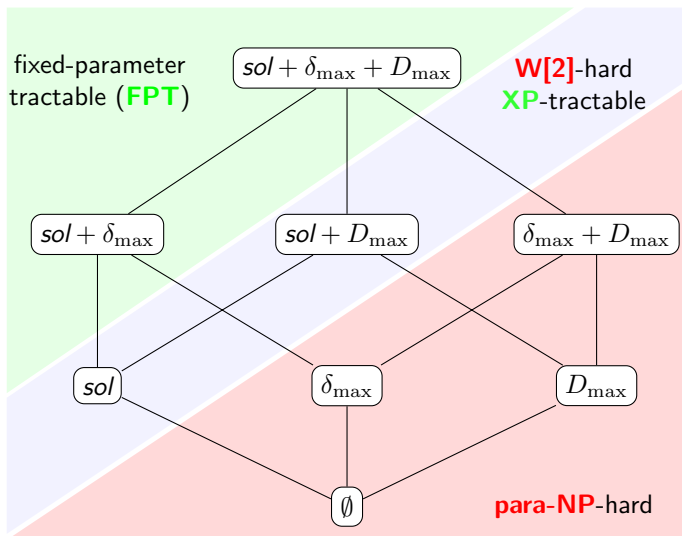 fixed-parameter
tractable (FPT)
sol + δmax + Dmax
W[2]-hard
XP-tractable
sol + δmax
sol + Dmax
δmax + Dmax
sol
δmax
Dmax
∅
para-NP-hard